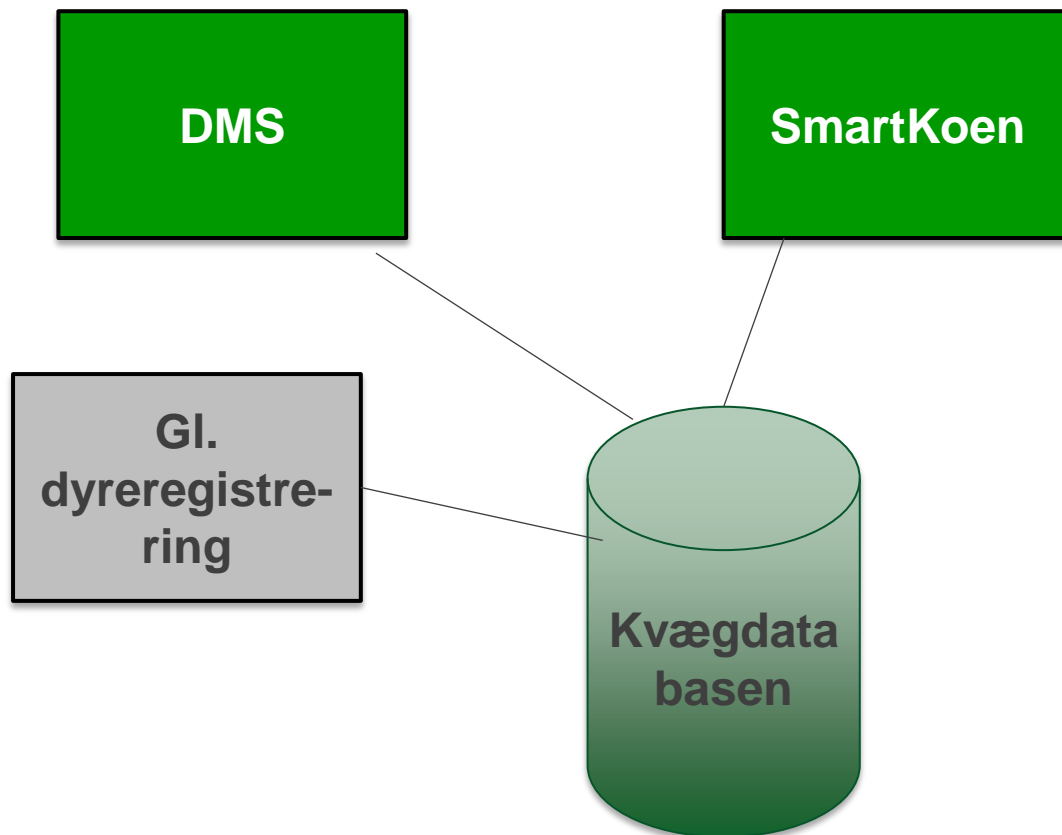 DMS
SmartKoen
Gl.
dyreregistre-
ring
Kvægdata
basen